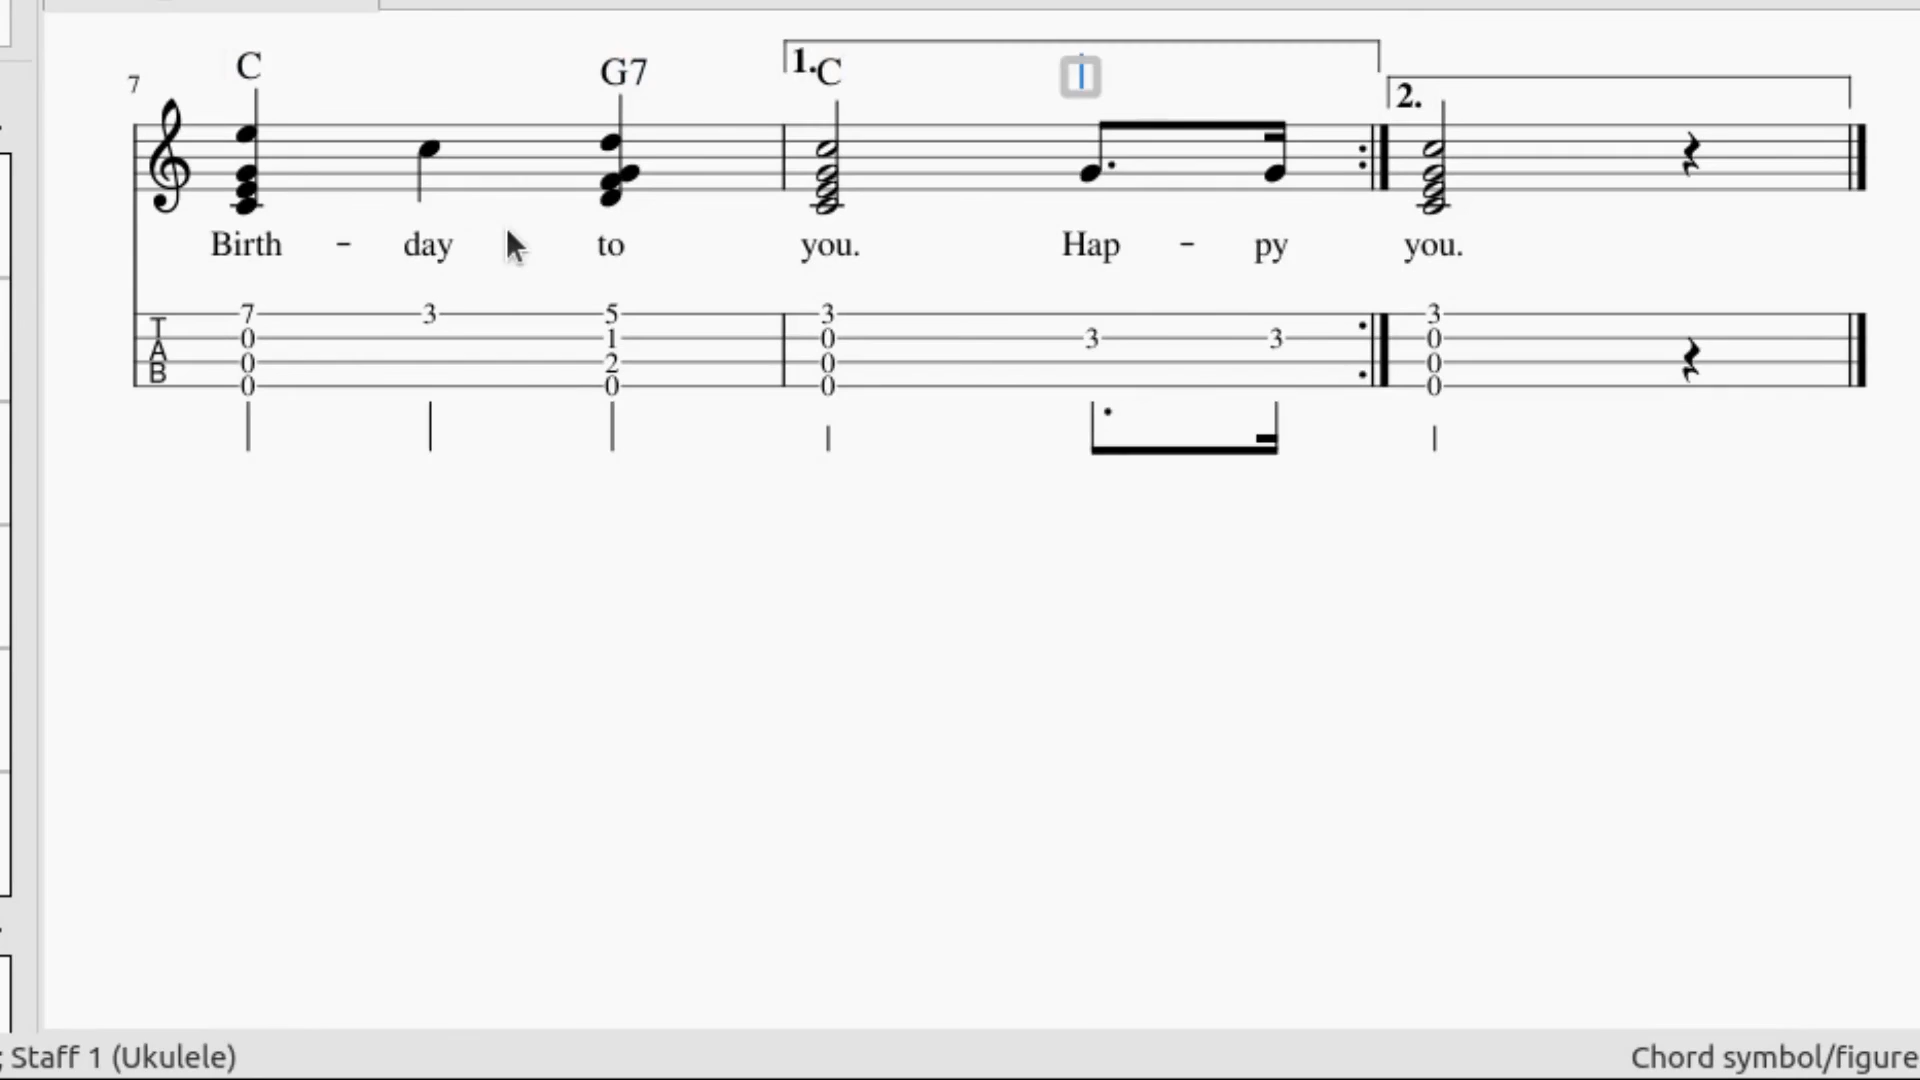 7 C G7 1. C
2.
Birth - day to you. Hap - py you.
7 3 5 3 3
0 1 0 3 3 0
0 2 0 0
0 0 0 0
TAB
; Staff 1 (Ukulele) Chord symbol/figure